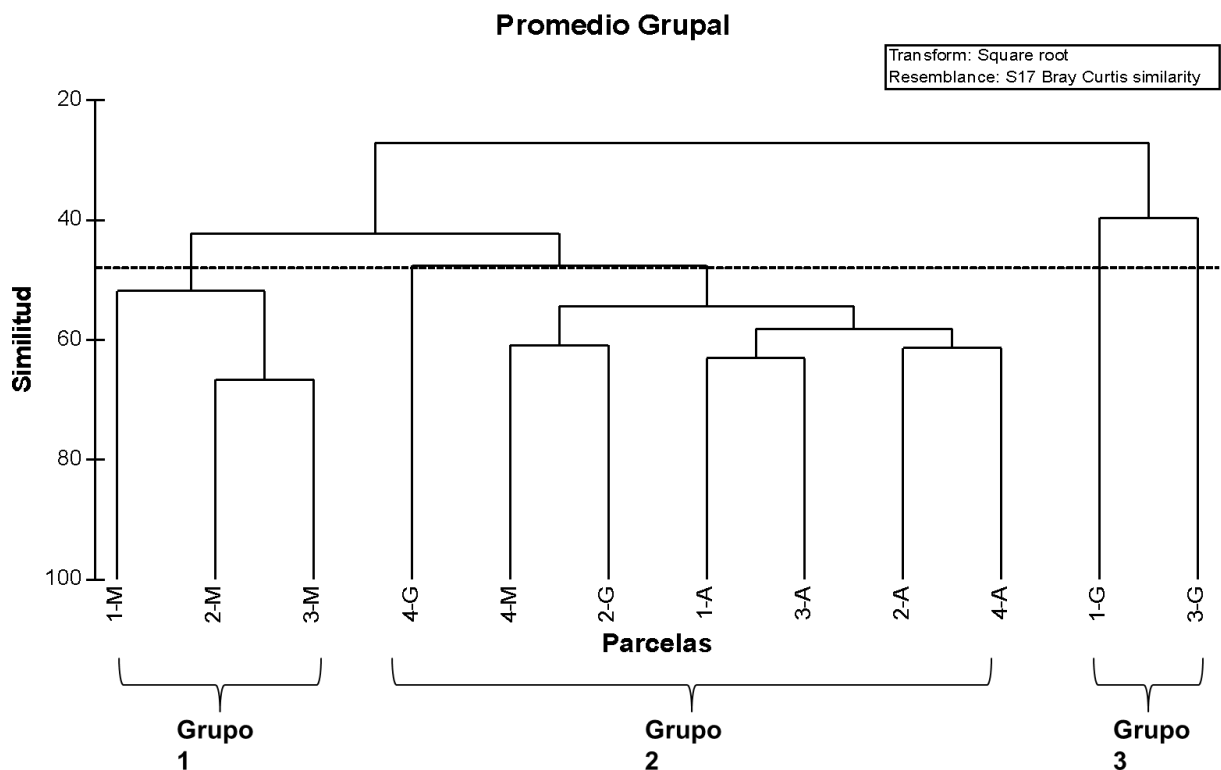 Promedio Grupal
Transform: Square root
Resemblance: S17 Bray Curtis similarity
20
40
60
80
100
Similitud
1-M
2-M
3-M
4-G
4-M
2-G
1-A
3-A
2-A
4-A
1-G
3-G
Parcelas
Grupo
1
Grupo
2
Grupo
3